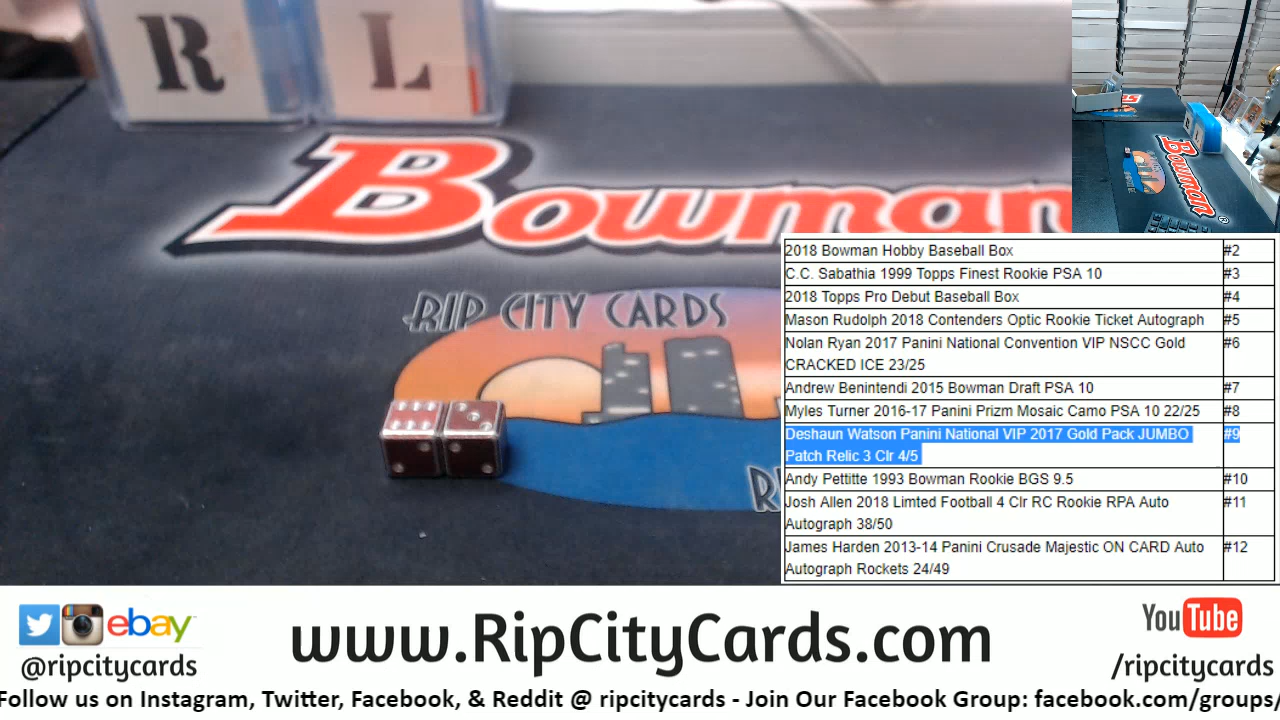 R L
Bowman
RIP CITY CARDS
R
Bowman
®
2018 Bowman Hobby Baseball Box #2
C.C. Sabathia 1999 Topps Finest Rookie PSA 10 #3
2018 Topps Pro Debut Baseball Box #4
Mason Rudolph 2018 Contenders Optic Rookie Ticket Autograph #5
Nolan Ryan 2017 Panini National Convention VIP NSCC Gold #6
CRACKED ICE 23/25
Andrew Benintendi 2015 Bowman Draft PSA 10 #7
Myles Turner 2016-17 Panini Prizm Mosaic Camo PSA 10 22/25 #8
Deshaun Watson Panini National VIP 2017 Gold Pack JUMBO #9
Patch Relic 3 Clr 4/5
Andy Pettitte 1993 Bowman Rookie BGS 9.5 #10
Josh Allen 2018 Limted Football 4 Clr RC Rookie RPA Auto #11
Autograph 38/50
James Harden 2013-14 Panini Crusade Majestic ON CARD Auto #12
Autograph Rockets 24/49
ebay
@ripcitycards
www.RipCityCards.com
YouTube
/ripcitycards
Follow us on Instagram, Twitter, Facebook, & Reddit @ ripcitycards - Join Our Facebook Group: facebook.com/groups/